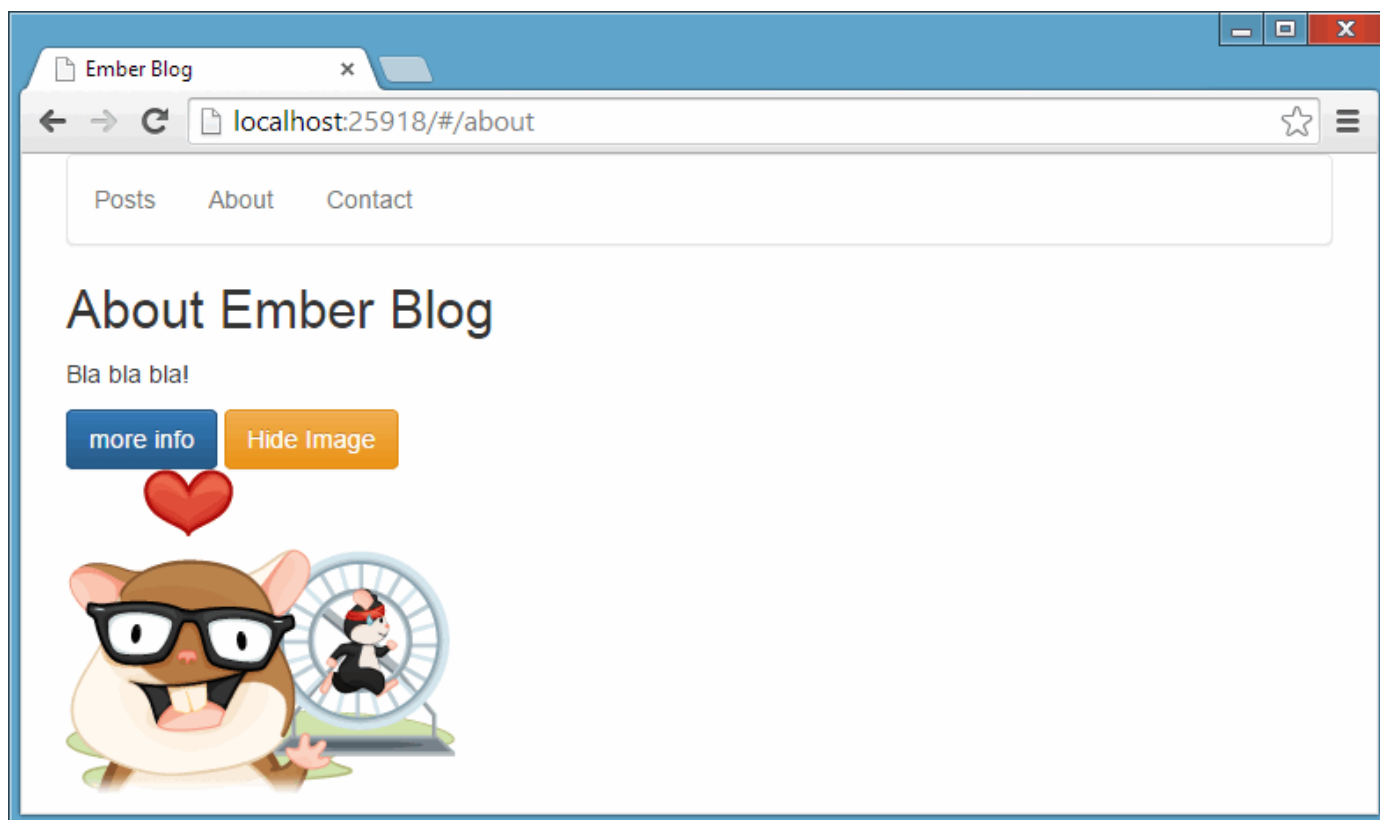 Ember Blog
localhost:25918/#/about
Posts About Contact
About Ember Blog
Bla bla bla!
more info Hide Image